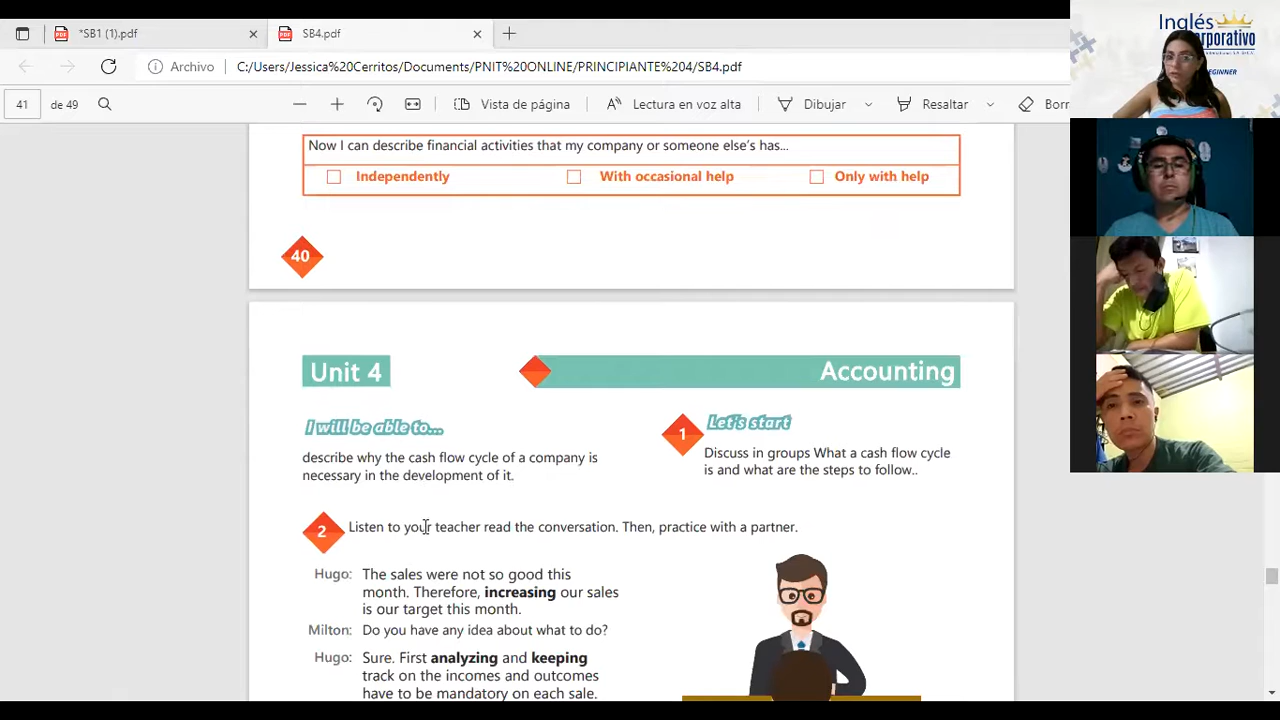 *SB1 (1).pdf
SB4.pdf
Archivo
C:/Users/Jessica%20Cerritos/Documents/PNIT%20ONLINE/PRINCIPIANTE%204/SB4.pdf
41
de 49
Vista de página
Lectura en voz alta
Dibujar
Resaltar
Borr
Inglés
orporativo
EGINNER
Now I can describe financial activities that my company or someone else's has...
Independently
With occasional help
Only with help
40
Unit 4
Accounting
I will be able to...
describe why the cash flow cycle of a company is
necessary in the development of it.
1
Let's start
Discuss in groups What a cash flow cycle
is and what are the steps to follow..
2
Listen to your teacher read the conversation. Then, practice with a partner.
Hugo: The sales were not so good this
month. Therefore, increasing our sales
is our target this month.
Milton: Do you have any idea about what to do?
Hugo: Sure. First analyzing and keeping
track on the incomes and outcomes
have to be mandatory on each sale.